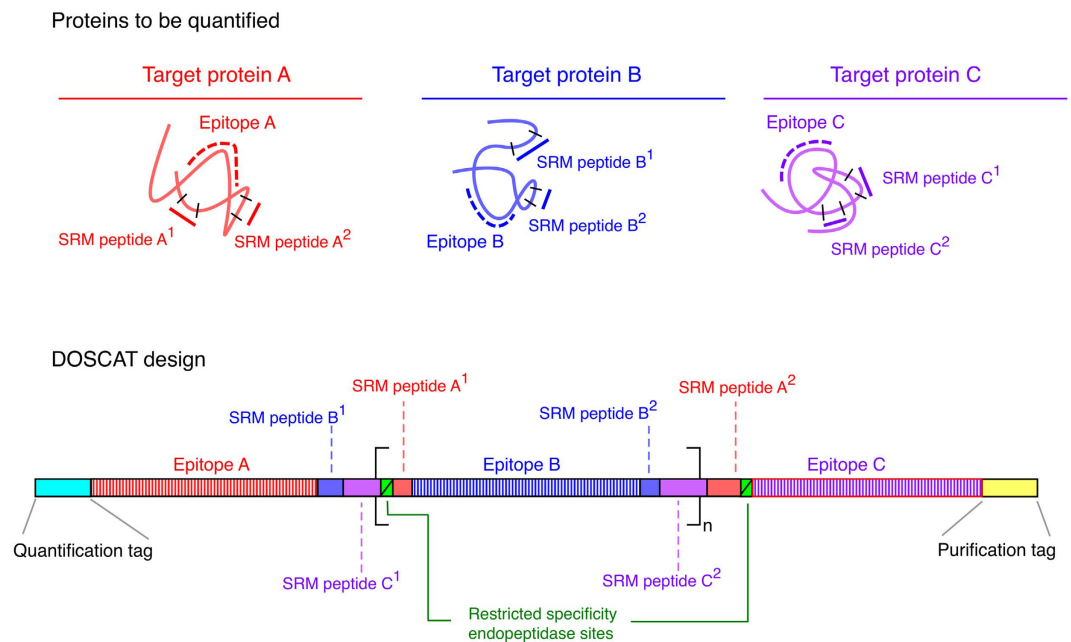 Proteins to be quantified
Target protein A
Target protein B
Target protein C
Epitope A
SRM peptide A¹
SRM peptide A²
SRM peptide B¹
SRM peptide B²
Epitope B
Epitope C
SRM peptide C¹
SRM peptide C²
DOSCAT design
SRM peptide B¹
SRM peptide A¹
SRM peptide B²
SRM peptide A²
Epitope A
Epitope B
Epitope C
n
Quantification tag
Purification tag
SRM peptide C¹
SRM peptide C²
Restricted specificity
endopeptidase sites